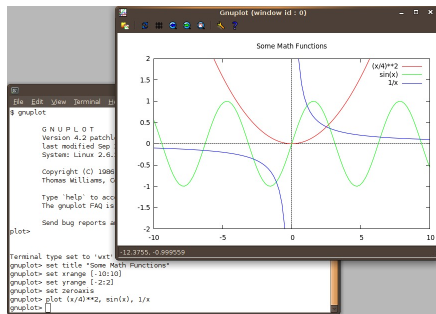 Gnuplot (window id : 0)
Some Math Functions
(x/4)**2
sin(x)
1/x
2
1.5
1
0.5
0
-0.5
-1
-1.5
-2
-10
-5
0
5
10
-12.3755, -0.999559
File Edit View Terminal
$ gnuplot
G N U P L O T
Version 4.2
last modified Sep
System: Linux 2.6.
Copyright (C) 1986
Thomas Williams,
Type `help` to
The gnuplot FAQ is
Send bug reports
plot>
Terminal type set to 'wxt'
gnuplot> set title "Some Math Functions"
gnuplot> set xrange [-10:10]
gnuplot> set yrange [-2:2]
gnuplot> set zeroaxis
gnuplot> plot (x/4)**2, sin(x), 1/x
gnuplot>